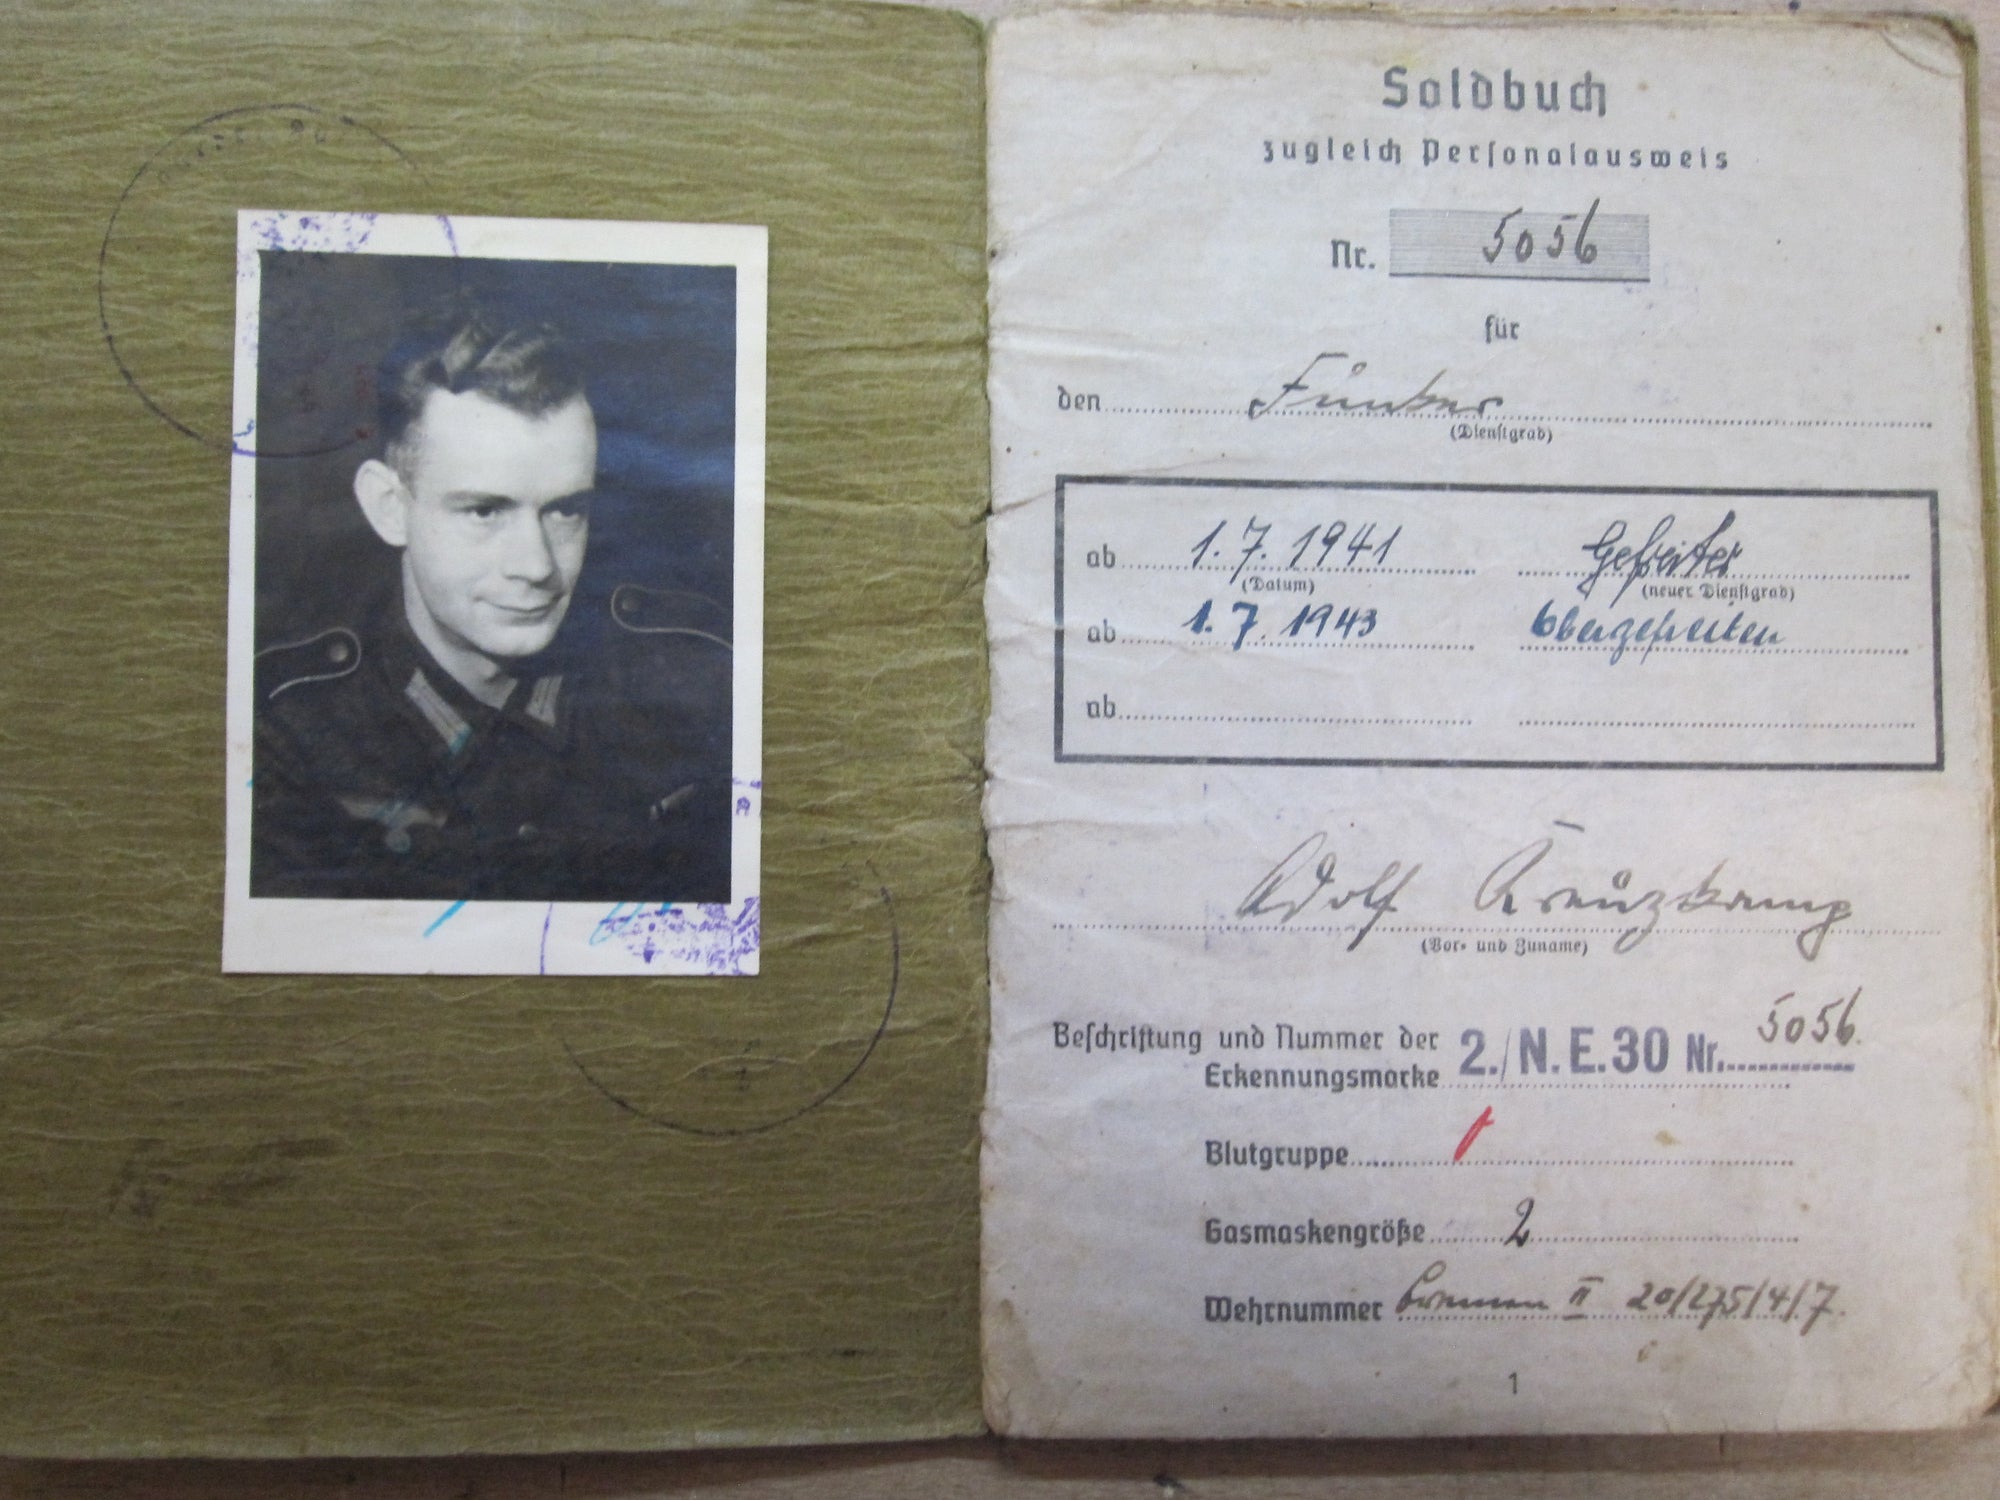 Soldbuch
zugleich Personalausweis
Nr. 5056
für
den Funker
(Dienstgrad)
ab 1.7.1941 Gefreiter
(Datum) (neuer Dienstgrad)
ab 1.7.1943 Obergefreiten
ab
Adolf Kreuzkamp
(Vor- und Zuname)
Beschriftung und Nummer der
Erkennungsmarke 2./N.E.30 Nr. 5056.
Blutgruppe
Gasmaskengröße 2
Wehrnummer Bremen II 20/275/4/7.
1